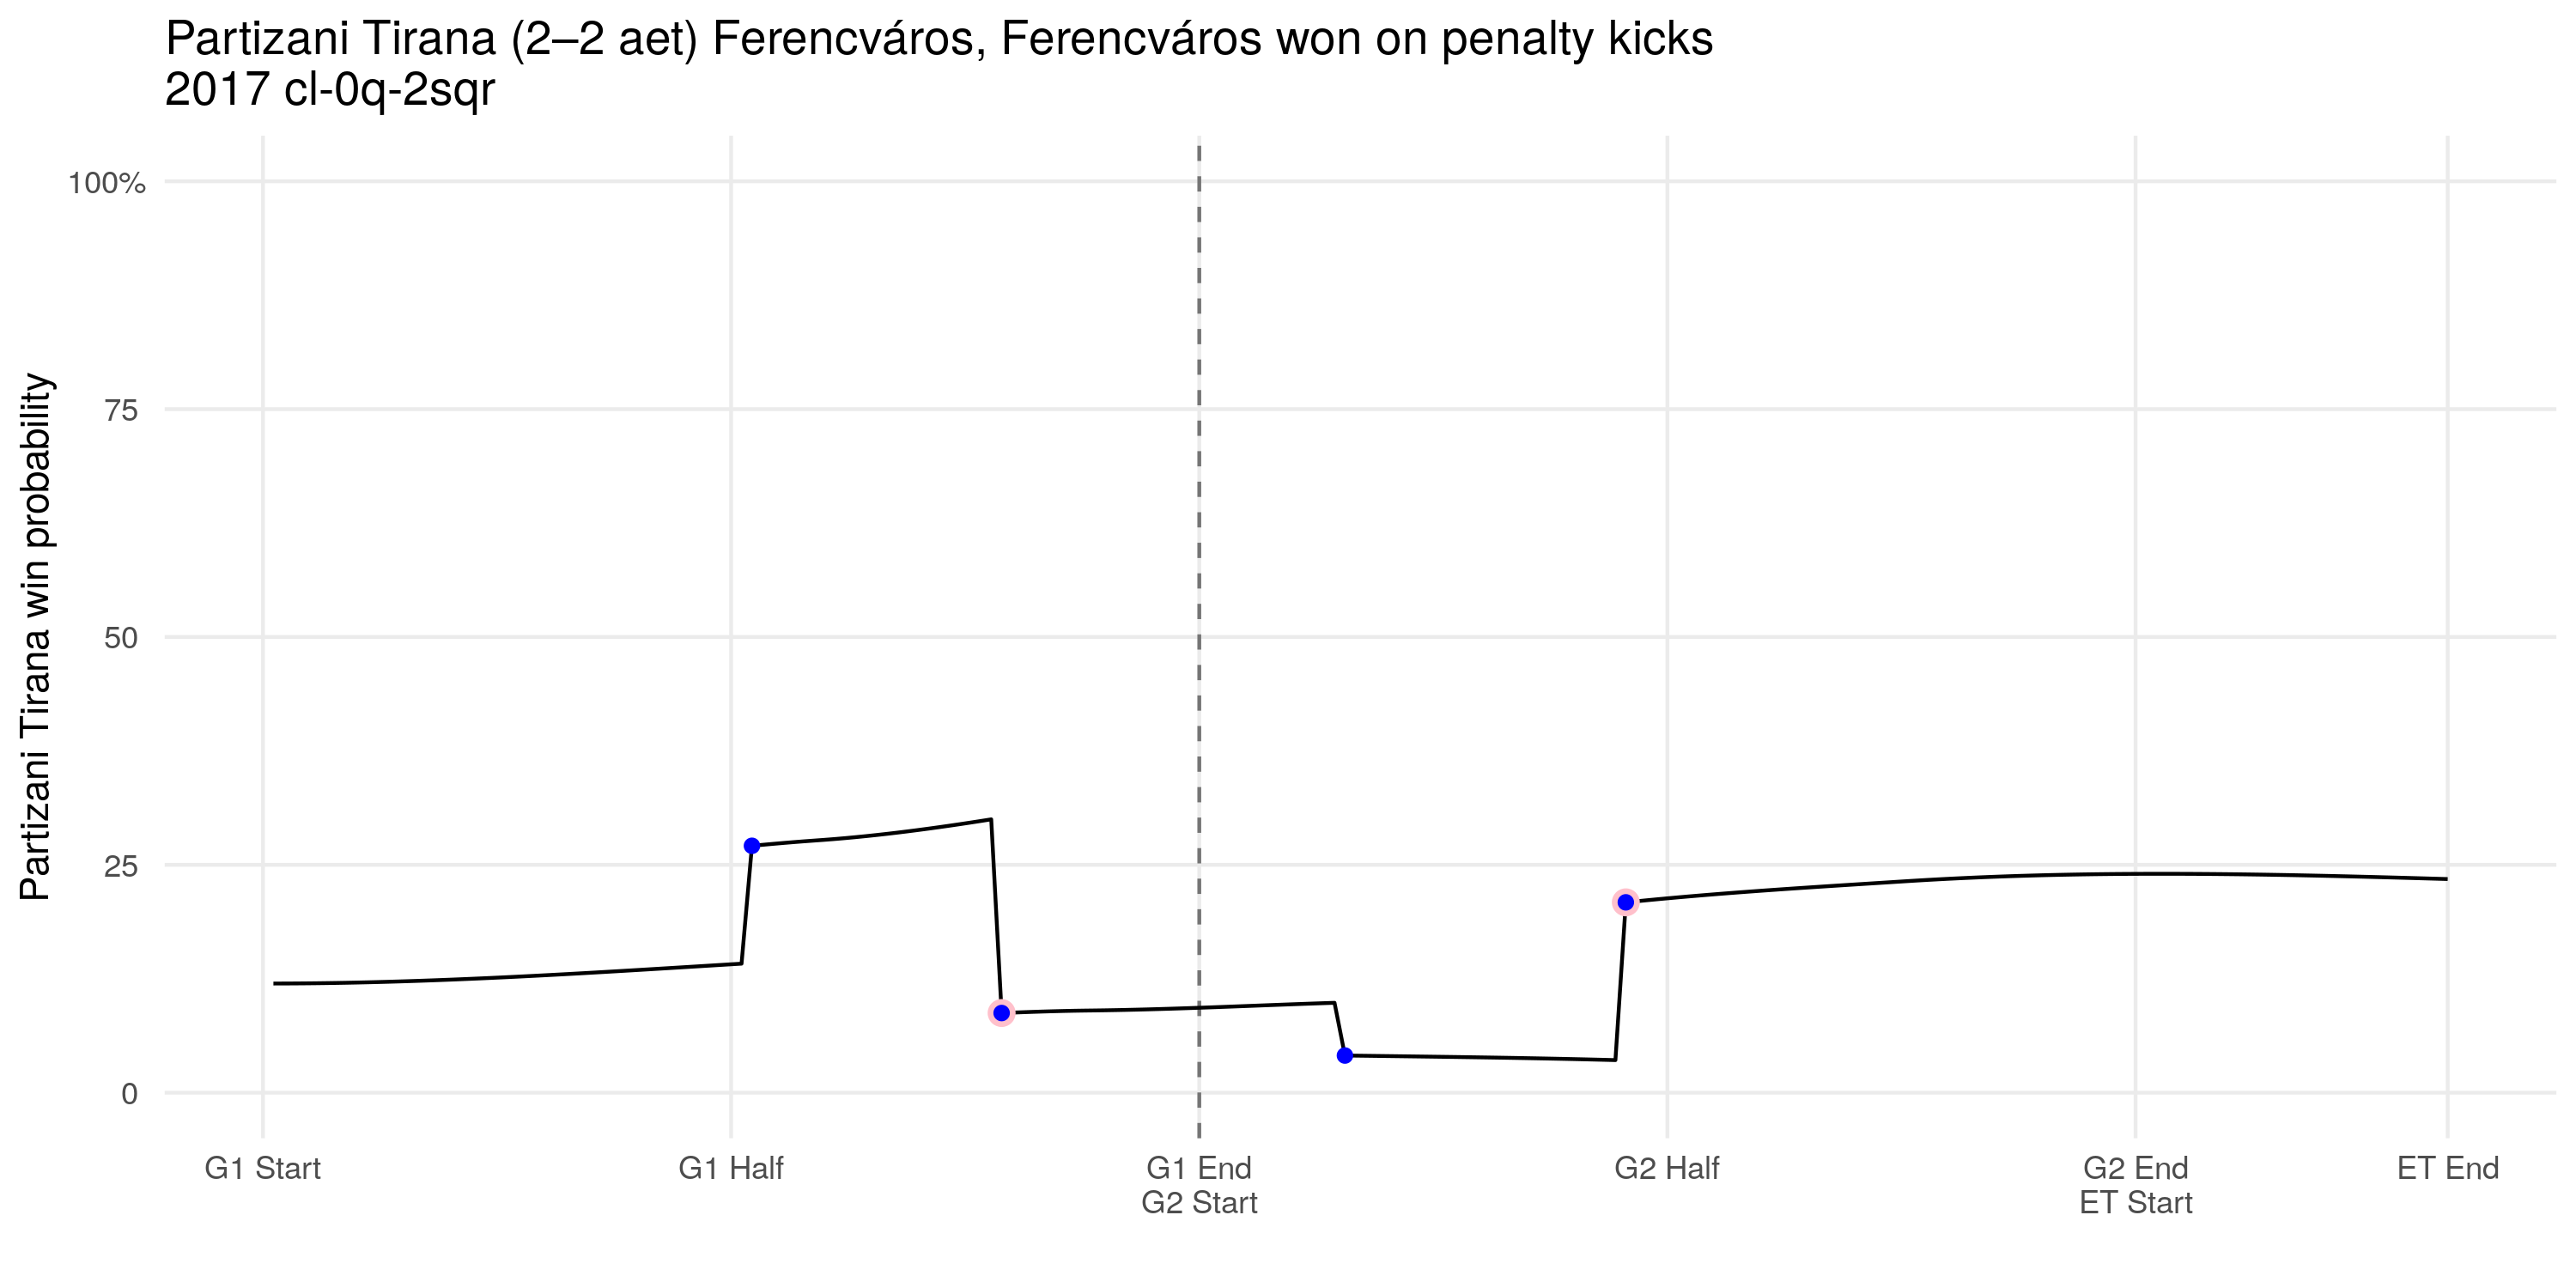 Partizani Tirana (2–2 aet) Ferencváros, Ferencváros won on penalty kicks
2017 cl-0q-2sqr
Partizani Tirana win probability
100%
75
50
25
0
G1 Start
G1 Half
G1 End
G2 Start
G2 Half
G2 End
ET Start
ET End